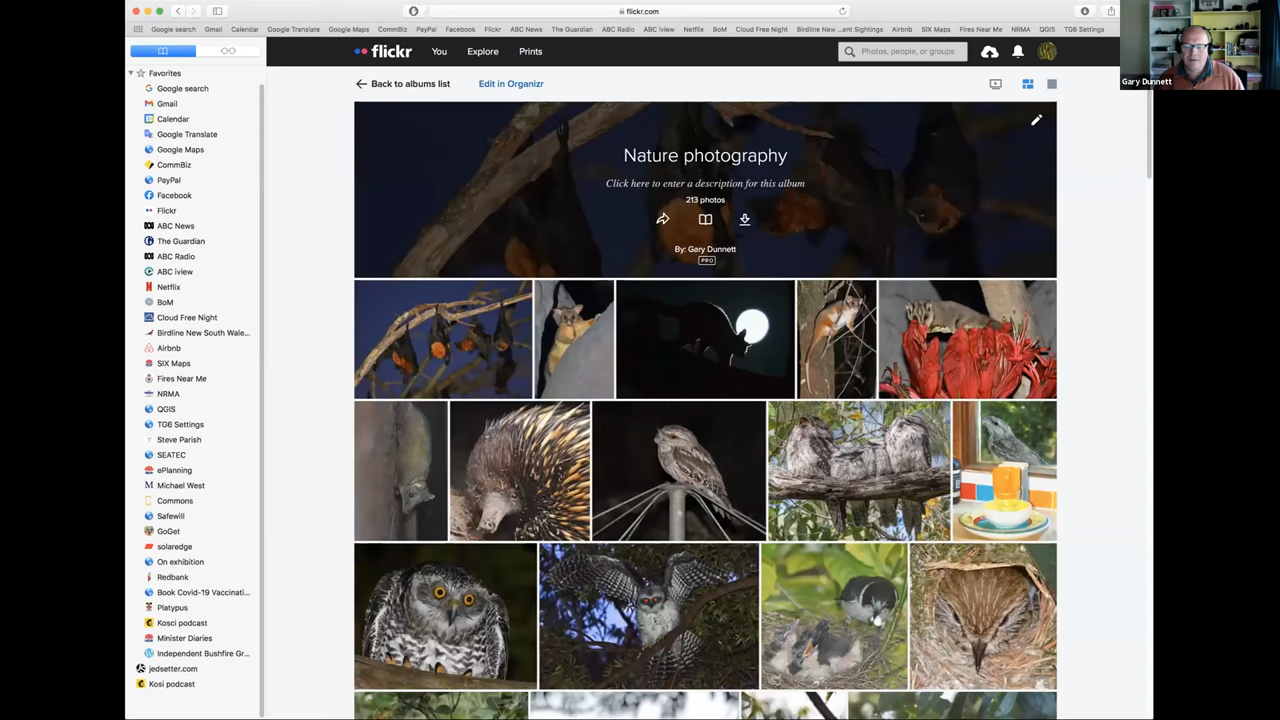 flickr.com
Google search Gmail Calendar Google Translate Google Maps CommBiz PayPal Facebook Flickr ABC News The Guardian ABC Radio ABC iview Netflix BoM Cloud Free Night Birdline New ...ent Sightings Airbnb SIX Maps Fires Near Me NRMA QGIS TG6 Settings
Gary Dunnett
flickr You Explore Prints Photos, people, or groups
Favorites
Google search
Gmail
Calendar
Google Translate
Google Maps
CommBiz
PayPal
Facebook
Flickr
ABC News
The Guardian
ABC Radio
ABC iview
Netflix
BoM
Cloud Free Night
Birdline New South Wale...
Airbnb
SIX Maps
Fires Near Me
NRMA
QGIS
TG6 Settings
Steve Parish
SEATEC
ePlanning
Michael West
Commons
Safewill
GoGet
solaredge
On exhibition
Redbank
Book Covid-19 Vaccinati...
Platypus
Kosci podcast
Minister Diaries
Independent Bushfire Gr...
jedsetter.com
Kosi podcast
Back to albums list Edit in Organizr
Nature photography
Click here to enter a description for this album
213 photos
By: Gary Dunnett
PRO